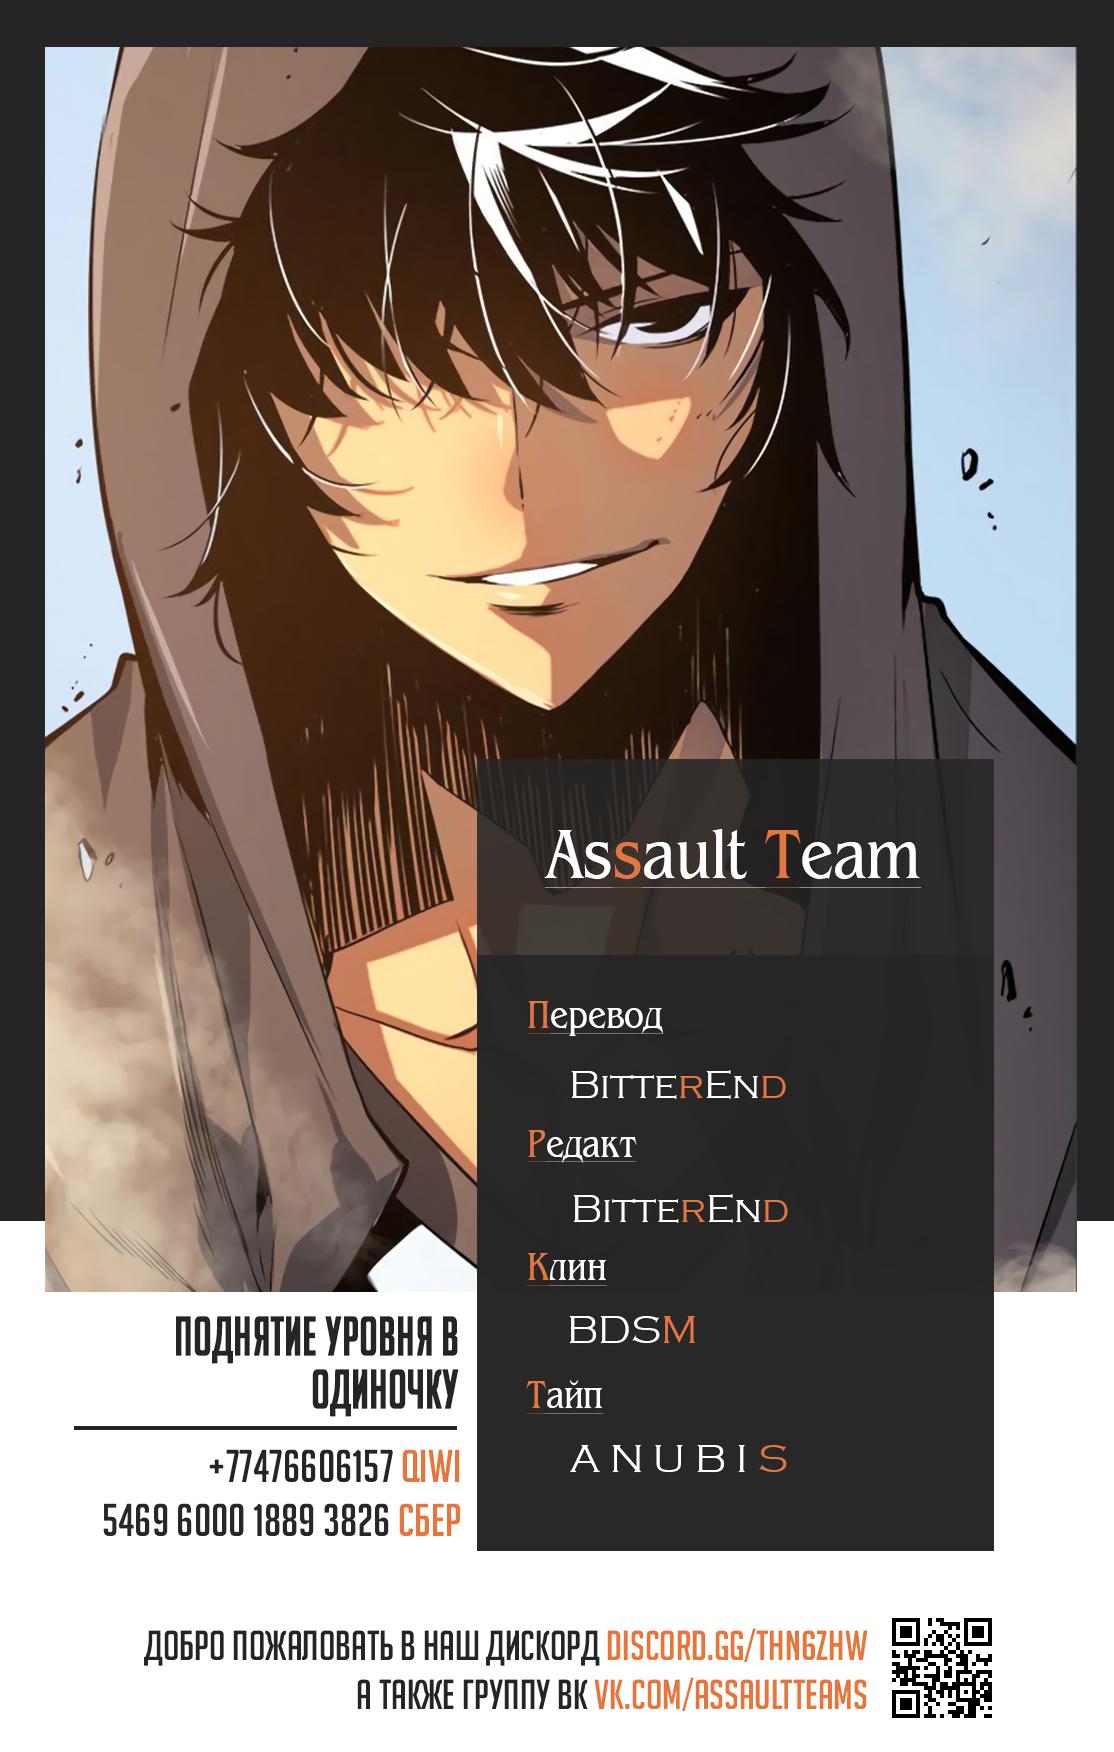 Assault Team
Перевод
BITTEREND
Редакт
BITTEREND
Клин
BDSM
Тайп
ANUBIS
ПОДНЯТИЕ УРОВНЯ В
ОДИНОЧКУ
+77476606157 QIWI
5469 6000 1889 3826 СБЕР
ДОБРО ПОЖАЛОВАТЬ В НАШ ДИСКОРД DISCORD.GG/THN6ZHW
А ТАКЖЕ ГРУППУ ВК VK.COM/ASSAULTTEAMS